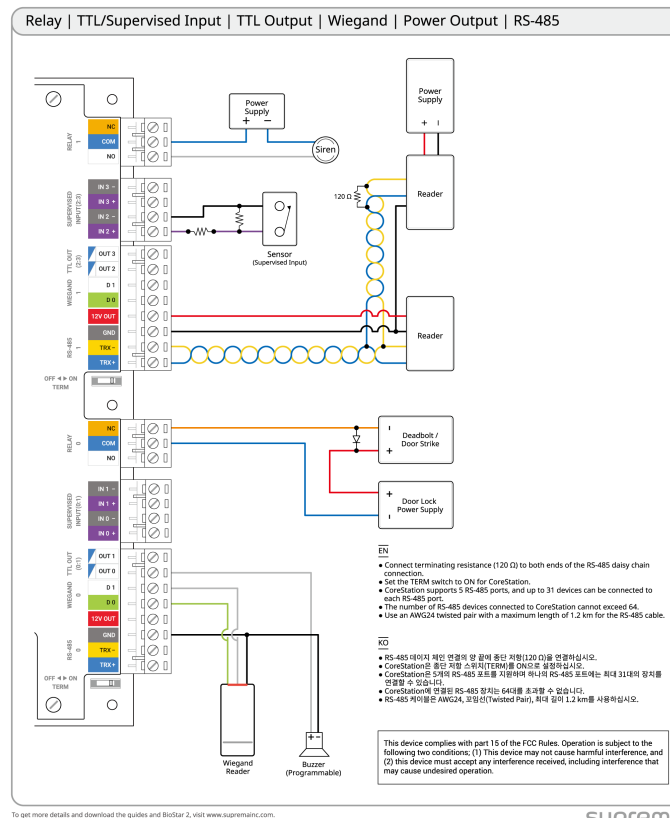 Relay | TTL/Supervised Input | TTL Output | Wiegand | Power Output | RS-485
RELAY
1
NC
COM
NO
Power
Supply
+ −
Siren
Power
Supply
+ −
SUPERVISED
INPUT(2:3)
IN 3 −
IN 3 +
IN 2 −
IN 2 +
Sensor
(Supervised Input)
120 Ω
Reader
TTL OUT
(2:3)
OUT 3
OUT 2
WIEGAND
1
D 1
D 0
12V OUT
GND
RS-485
1
TRX −
TRX +
Reader
OFF ◄ ► ON
TERM
RELAY
0
NC
COM
NO
−
Deadbolt /
Door Strike
+
+
Door Lock
Power Supply
−
SUPERVISED
INPUT(0:1)
IN 1 −
IN 1 +
IN 0 −
IN 0 +
TTL OUT
(0:1)
OUT 1
OUT 0
WIEGAND
0
D 1
D 0
12V OUT
GND
RS-485
0
TRX −
TRX +
OFF ◄ ► ON
TERM
Wiegand
Reader
+ −
Buzzer
(Programmable)
EN
• Connect terminating resistance (120 Ω) to both ends of the RS-485 daisy chain
connection.
• Set the TERM switch to ON for CoreStation.
• CoreStation supports 5 RS-485 ports, and up to 31 devices can be connected to
each RS-485 port.
• The number of RS-485 devices connected to CoreStation cannot exceed 64.
• Use an AWG24 twisted pair with a maximum length of 1.2 km for the RS-485 cable.
KO
• RS-485 데이지 체인 연결의 양 끝에 종단 저항(120 Ω)을 연결하십시오.
• CoreStation은 종단 저항 스위치(TERM)를 ON으로 설정하십시오.
• CoreStation은 5개의 RS-485 포트를 지원하며 하나의 RS-485 포트에는 최대 31대의 장치를
연결할 수 있습니다.
• CoreStation에 연결된 RS-485 장치는 64대를 초과할 수 없습니다.
• RS-485 케이블은 AWG24, 꼬임선(Twisted Pair), 최대 길이 1.2 km를 사용하십시오.
This device complies with part 15 of the FCC Rules. Operation is subject to the
following two conditions; (1) This device may not cause harmful interference, and
(2) this device must accept any interference received, including interference that
may cause undesired operation.
To get more details and download the guides and BioStar 2, visit www.supremainc.com.